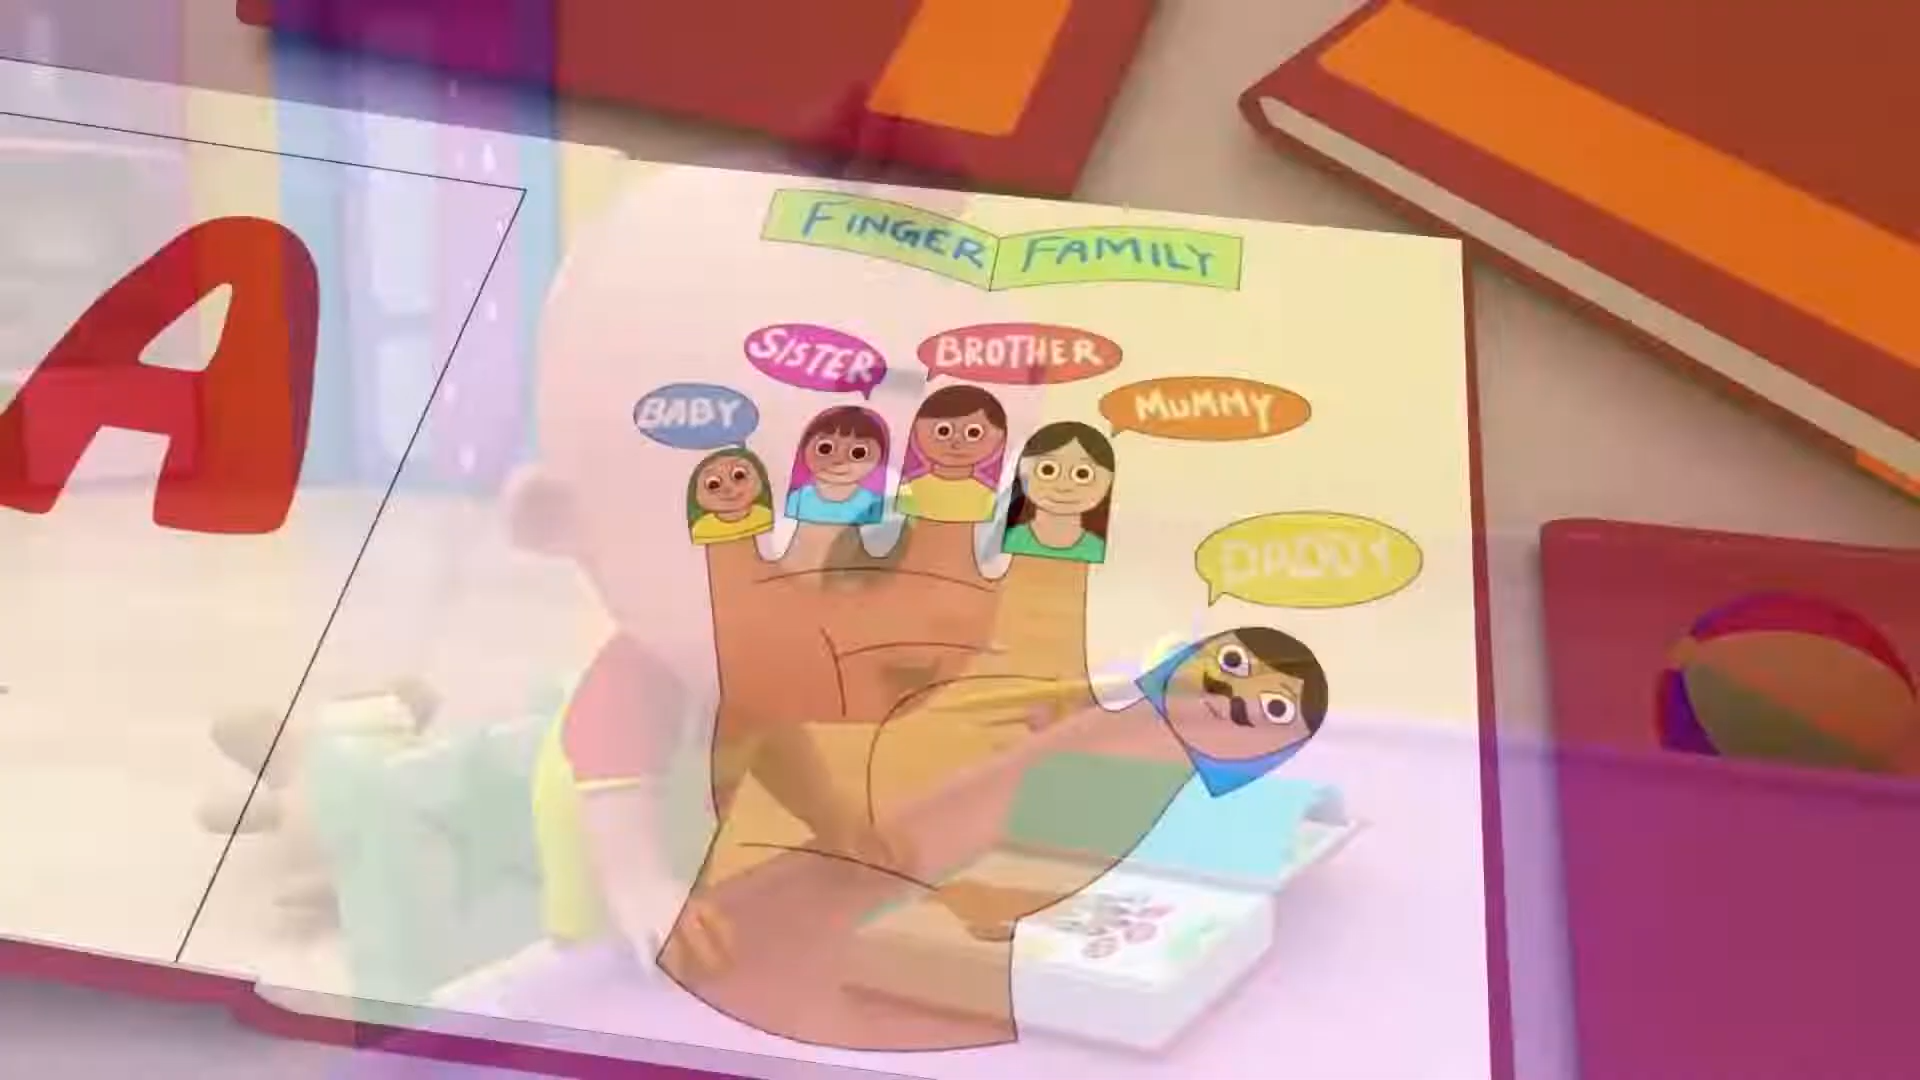 A
FINGER FAMILY
SISTER
BROTHER
BABY
MUMMY
DADDY